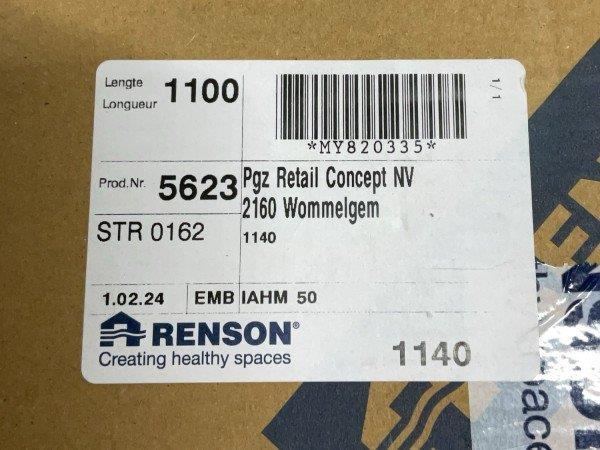 Lengte
Longueur 1100
*MY820335*
1/1
Prod.Nr. 5623
Pgz Retail Concept NV
2160 Wommelgem
STR 0162
1140
1.02.24 EMB IAHM 50
RENSON®
Creating healthy spaces
1140